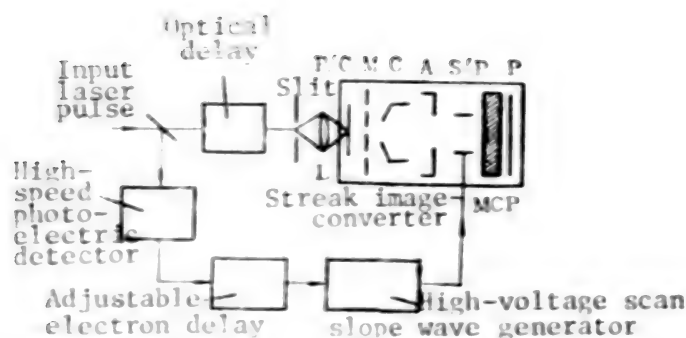 Optical
delay
P/C M C A S/P P
Input
laser
pulse
Slit
L
High-
speed
photo-
electric
detector
Streak image
converter
MCP
Adjustable
electron delay
High-voltage scan
slope wave generator